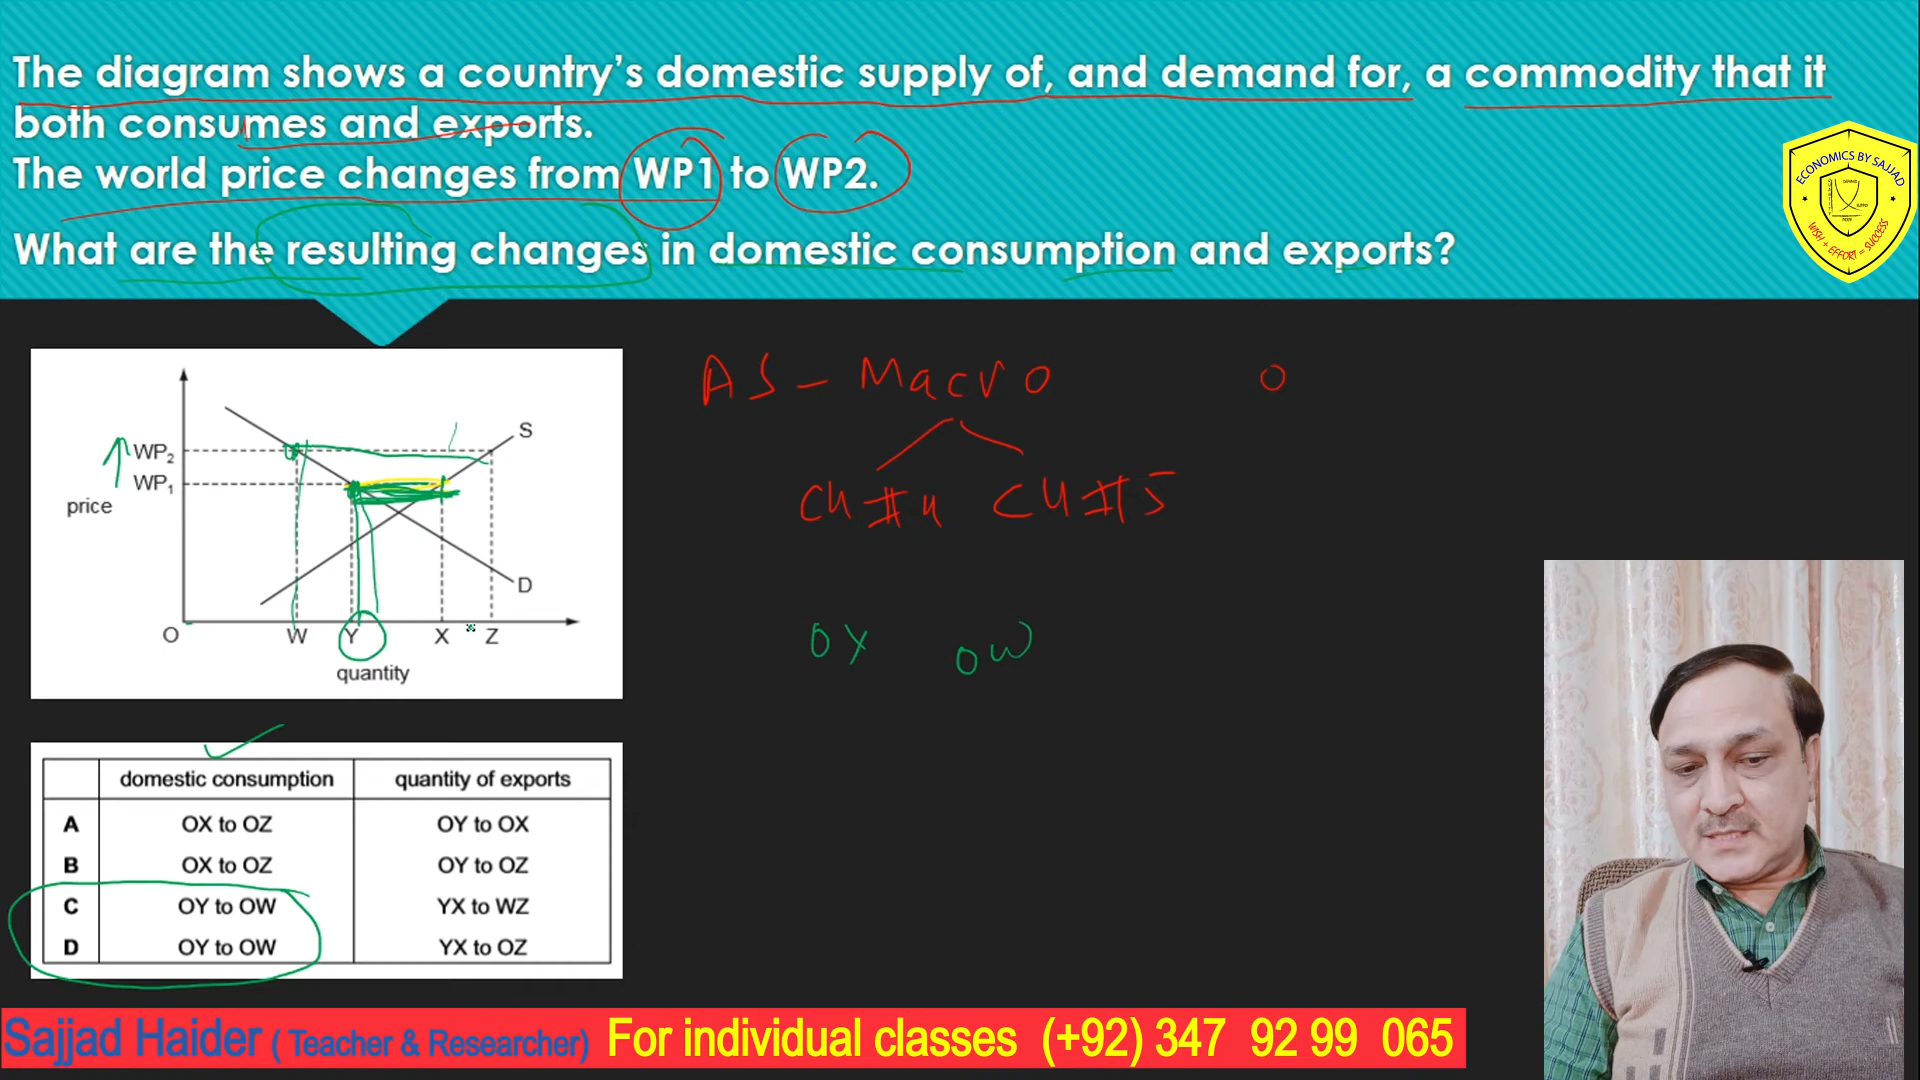 The diagram shows a country's domestic supply of, and demand for, a commodity that it
both consumes and exports.
The world price changes from WP1 to WP2.
What are the resulting changes in domestic consumption and exports?
ECONOMICS BY SAJJAD
WISH + EFFORT = SUCCESS
AS - Macro O
CH#4 CH#5
S
WP2
WP1
price
D
O W Y X Z
quantity
OY OW
domestic consumption quantity of exports
A OX to OZ OY to OX
B OX to OZ OY to OZ
C OY to OW YX to WZ
D OY to OW YX to OZ
Sajjad Haider ( Teacher & Researcher) For individual classes (+92) 347 92 99 065